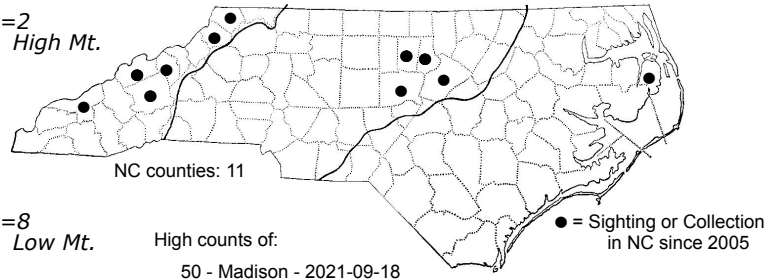 =2
High Mt.
NC counties: 11
=8
Low Mt.
High counts of:
50 - Madison - 2021-09-18
= Sighting or Collection
in NC since 2005